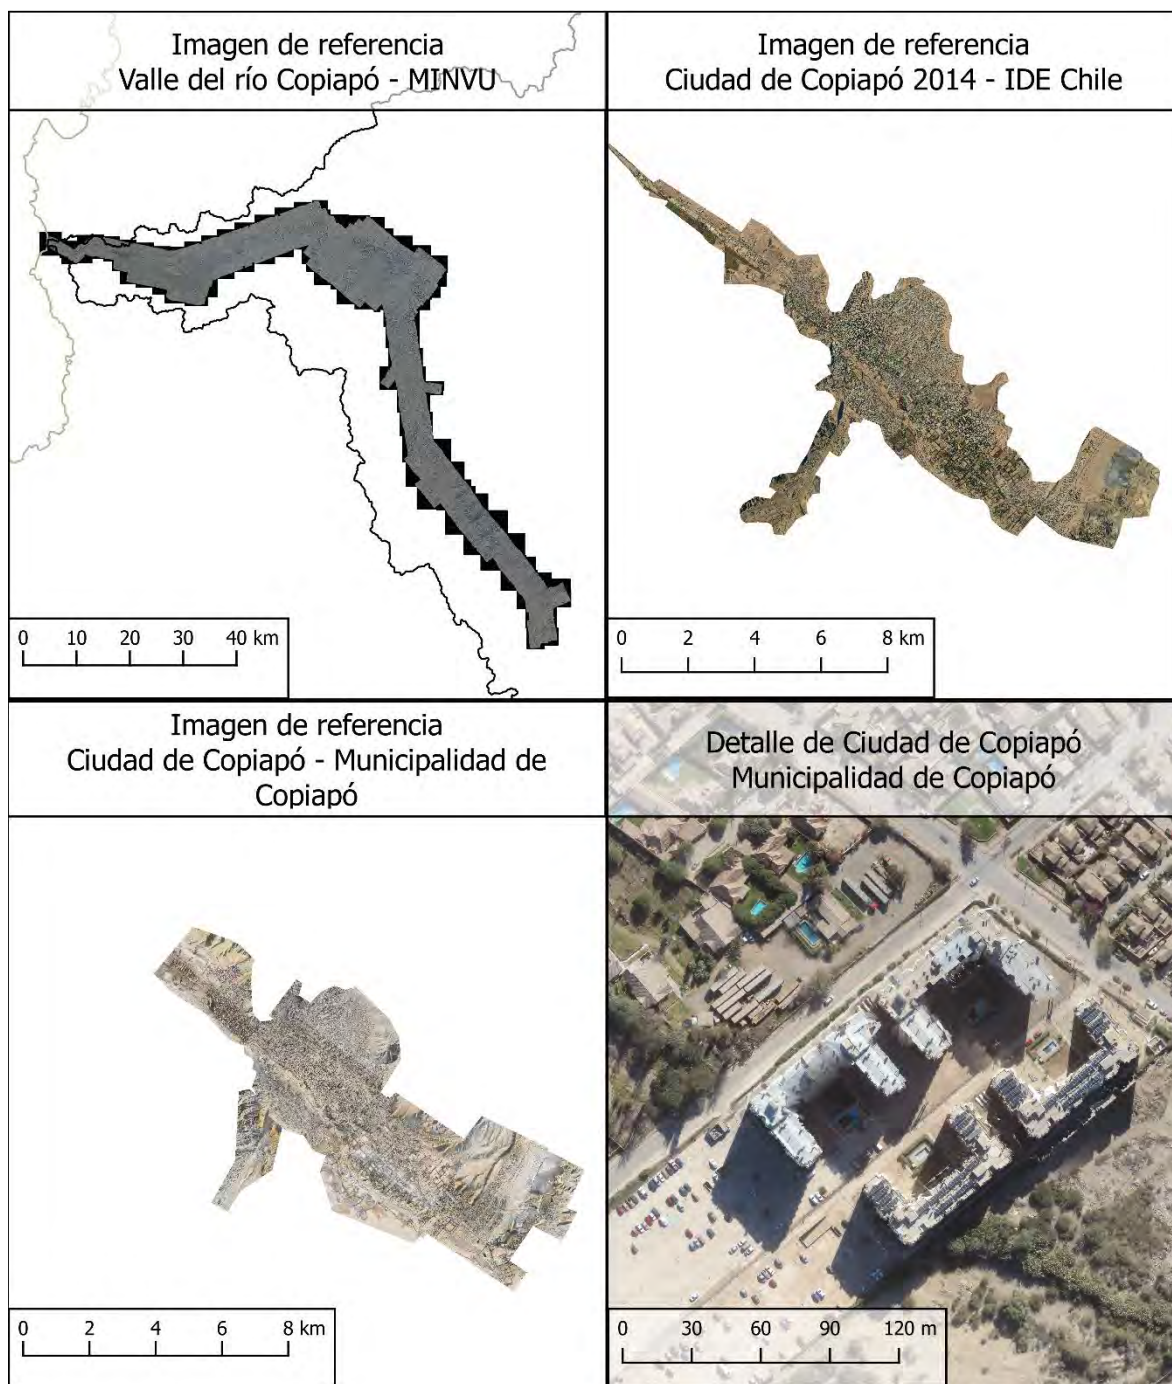 Imagen de referencia
Valle del río Copiapó - MINVU
0 10 20 30 40 km
Imagen de referencia
Ciudad de Copiapó 2014 - IDE Chile
0 2 4 6 8 km
Imagen de referencia
Ciudad de Copiapó - Municipalidad de
Copiapó
0 2 4 6 8 km
Detalle de Ciudad de Copiapó
Municipalidad de Copiapó
0 30 60 90 120 m